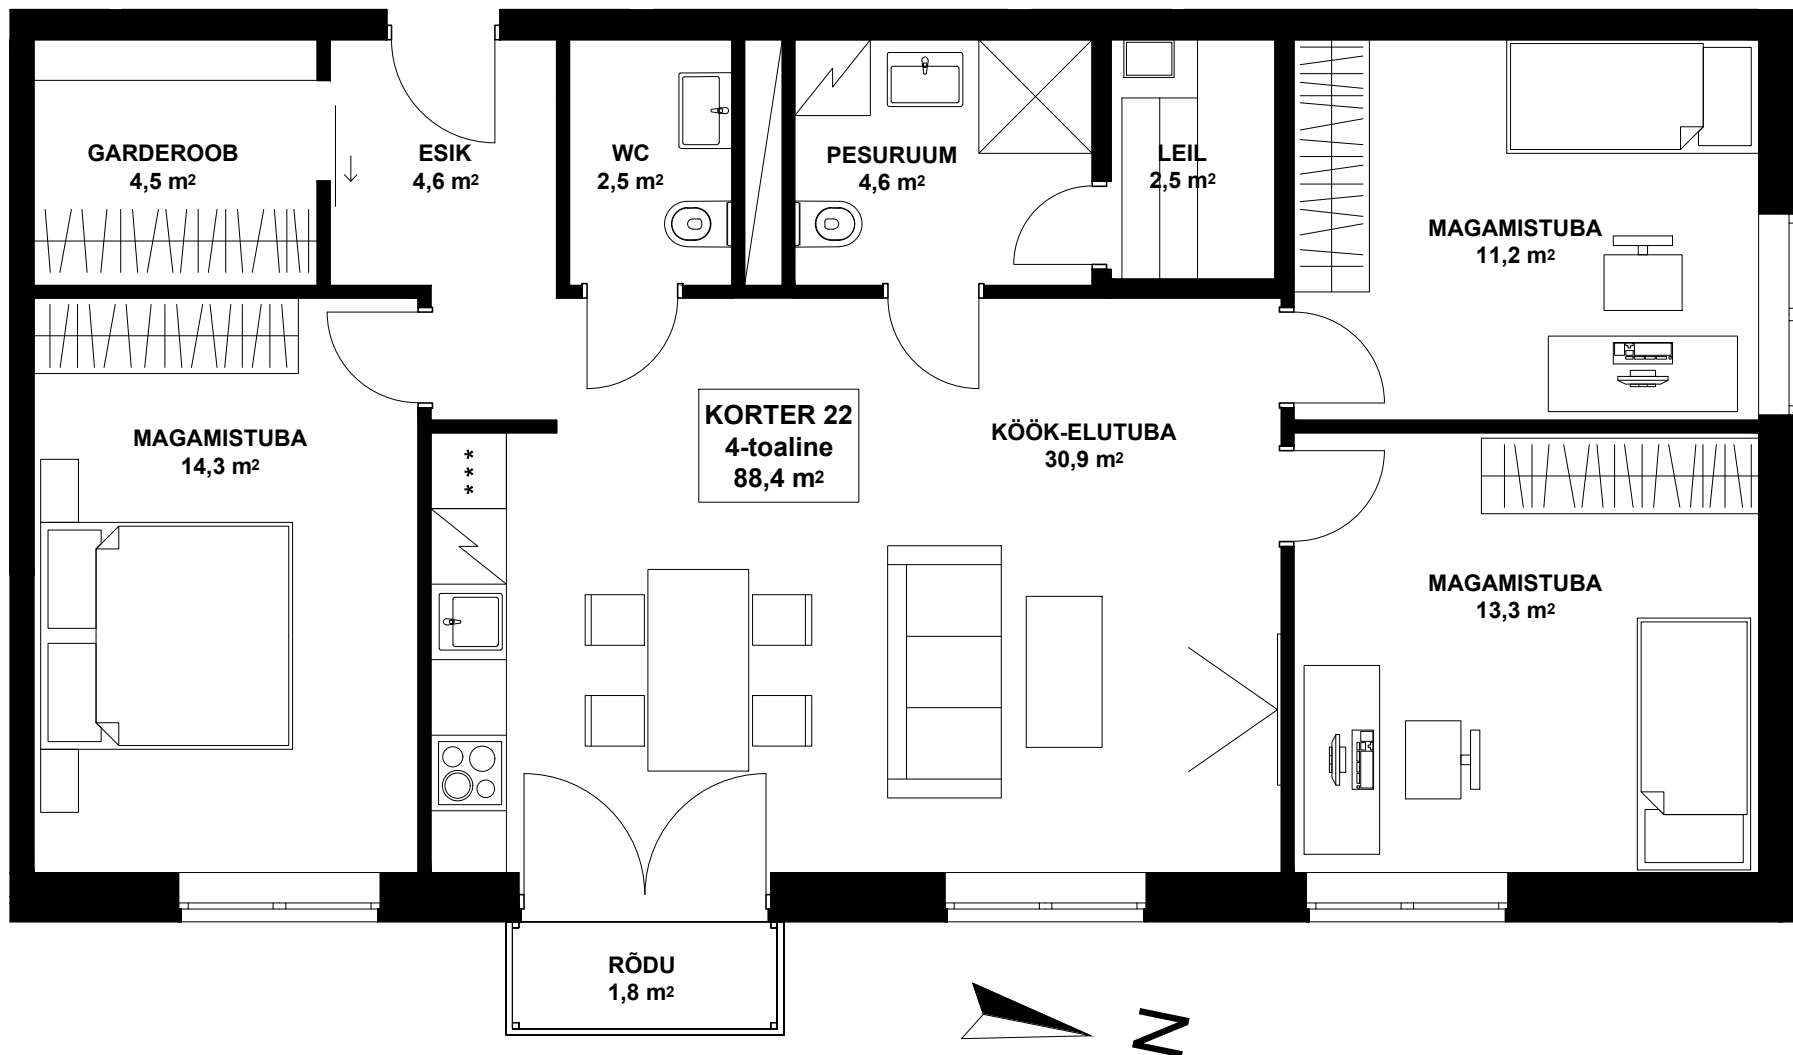 GARDEROOB
4,5 m²
ESIK
4,6 m²
WC
2,5 m²
PESURUUM
4,6 m²
LEIL
2,5 m²
MAGAMISTUBA
11,2 m²
MAGAMISTUBA
14,3 m²
***
KORTER 22
4-toaline
88,4 m²
KÖÖK-ELUTUBA
30,9 m²
MAGAMISTUBA
13,3 m²
RÕDU
1,8 m²
N